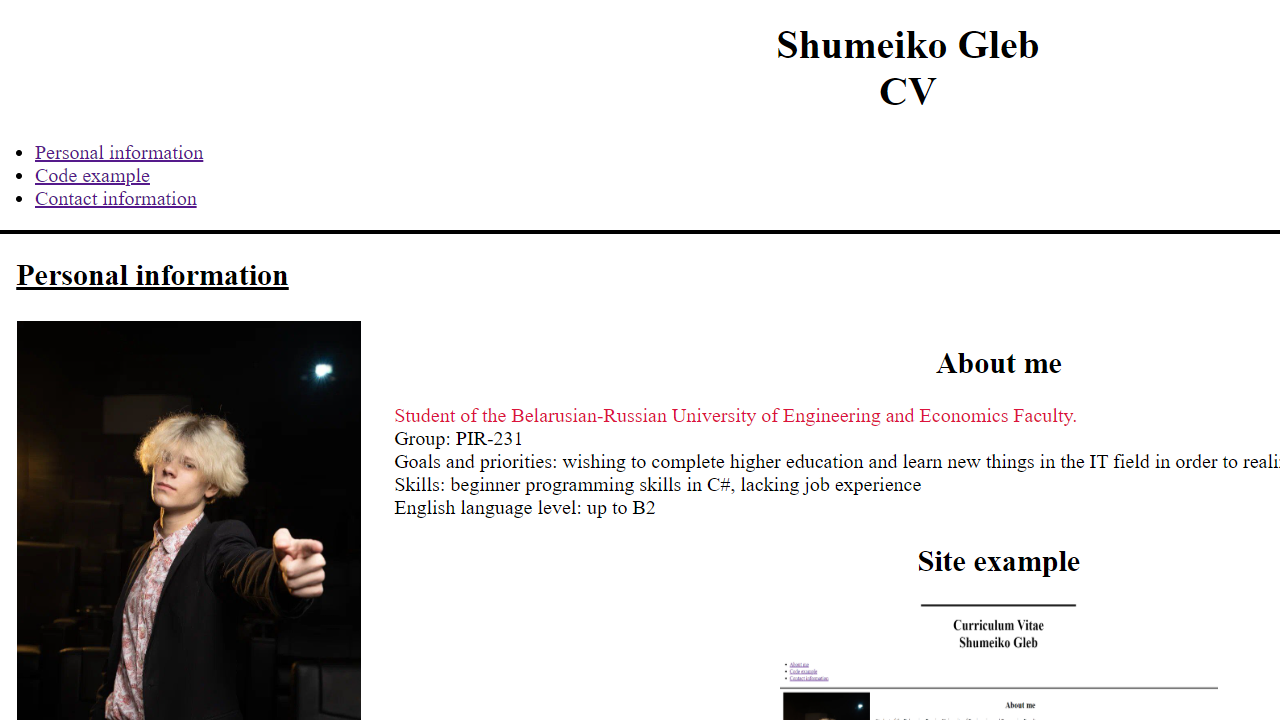 Shumeiko Gleb
CV
Personal information
Code example
Contact information
Personal information
About me
Student of the Belarusian-Russian University of Engineering and Economics Faculty.
Group: PIR-231
Goals and priorities: wishing to complete higher education and learn new things in the IT field in order to reali
Skills: beginner programming skills in C#, lacking job experience
English language level: up to B2
Site example
Curriculum Vitae
Shumeiko Gleb
About me
Code example
Contact information
About me